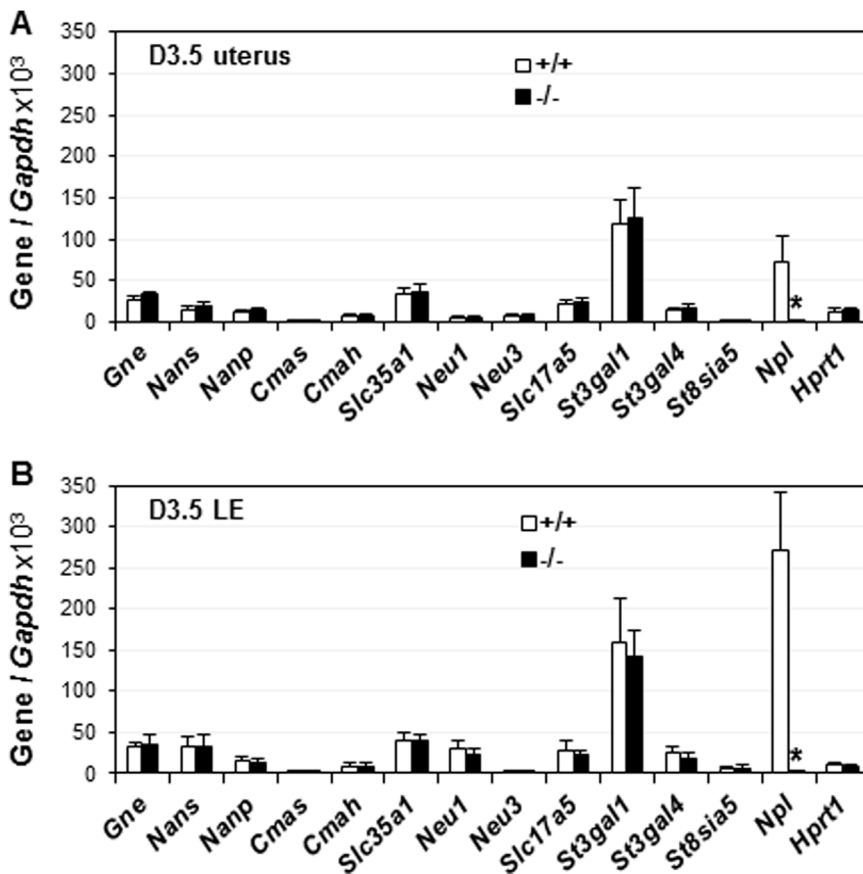 A
D3.5 uterus
+/+
-/-
Gene / Gapdh x10³
350
300
250
200
150
100
50
0
*
Gne
Nans
Nanp
Cmas
Cmah
Slc35a1
Neu1
Neu3
Slc17a5
St3gal1
St3gal4
St8sia5
Npl
Hprt1
B
D3.5 LE
+/+
-/-
Gene / Gapdh x10³
350
300
250
200
150
100
50
0
*
Gne
Nans
Nanp
Cmas
Cmah
Slc35a1
Neu1
Neu3
Slc17a5
St3gal1
St3gal4
St8sia5
Npl
Hprt1